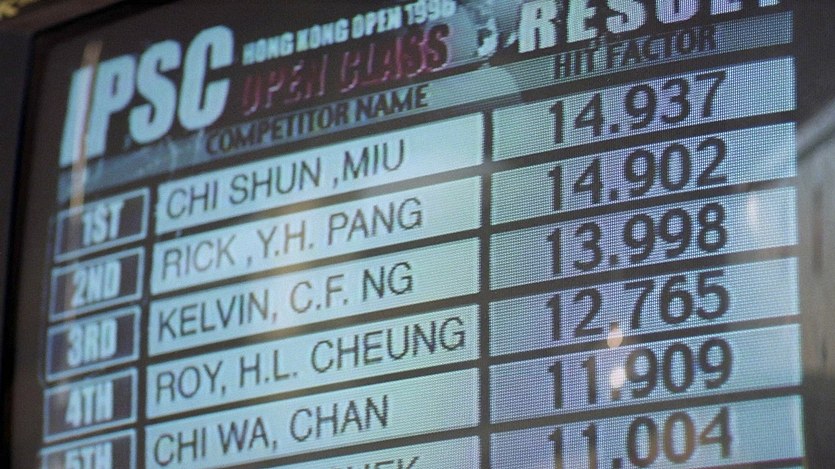 IPSC HONG KONG OPEN 1996 RESULT
OPEN CLASS
COMPETITOR NAME HIT FACTOR
1ST CHI SHUN ,MIU 14.937
2ND RICK ,Y.H. PANG 14.902
3RD KELVIN, C.F. NG 13.998
4TH ROY, H.L. CHEUNG 12.765
5TH CHI WA, CHAN 11.909
11.004